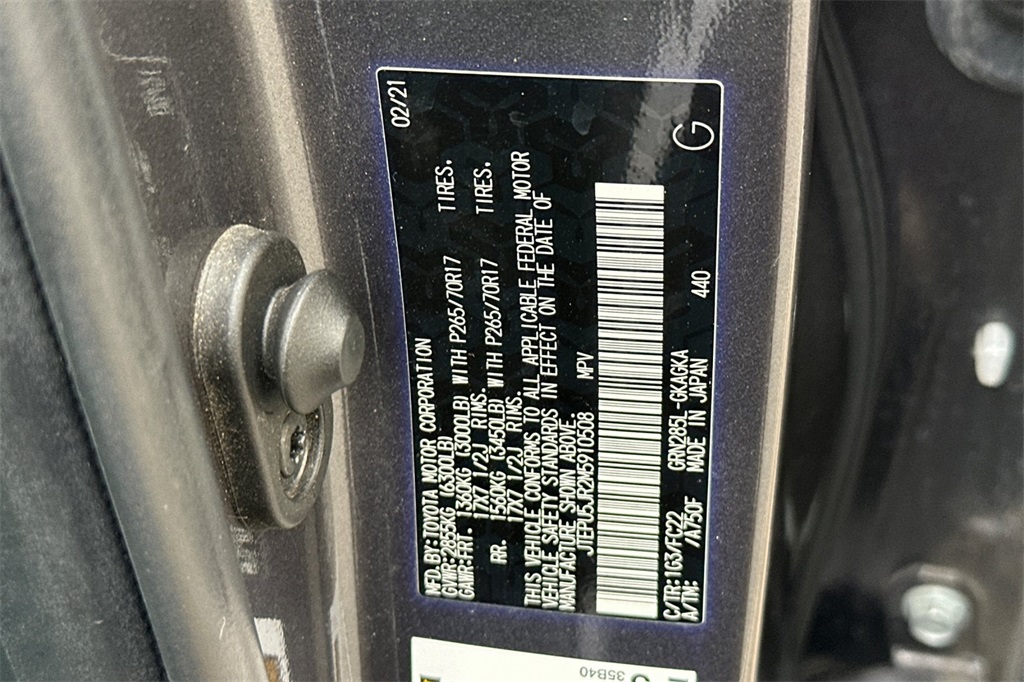 MFD. BY: TOYOTA MOTOR CORPORATION 02/21
GVWR: 2855KG (6300LB)
GAWR: FRT. 1360KG (3000LB) WITH P265/70R17 TIRES.
17X7 1/2J RIMS.
RR. 1560KG (3450LB) WITH P265/70R17 TIRES.
17X7 1/2J RIMS.
THIS VEHICLE CONFORMS TO ALL APPLICABLE FEDERAL MOTOR
VEHICLE SAFETY STANDARDS IN EFFECT ON THE DATE OF
MANUFACTURE SHOWN ABOVE.
JTEPU5JR2M5910508 MPV
C/TR: 1G3/FC22 GRN285L-GKAGKA 440
A/TM: /A750F MADE IN JAPAN
G
35B40